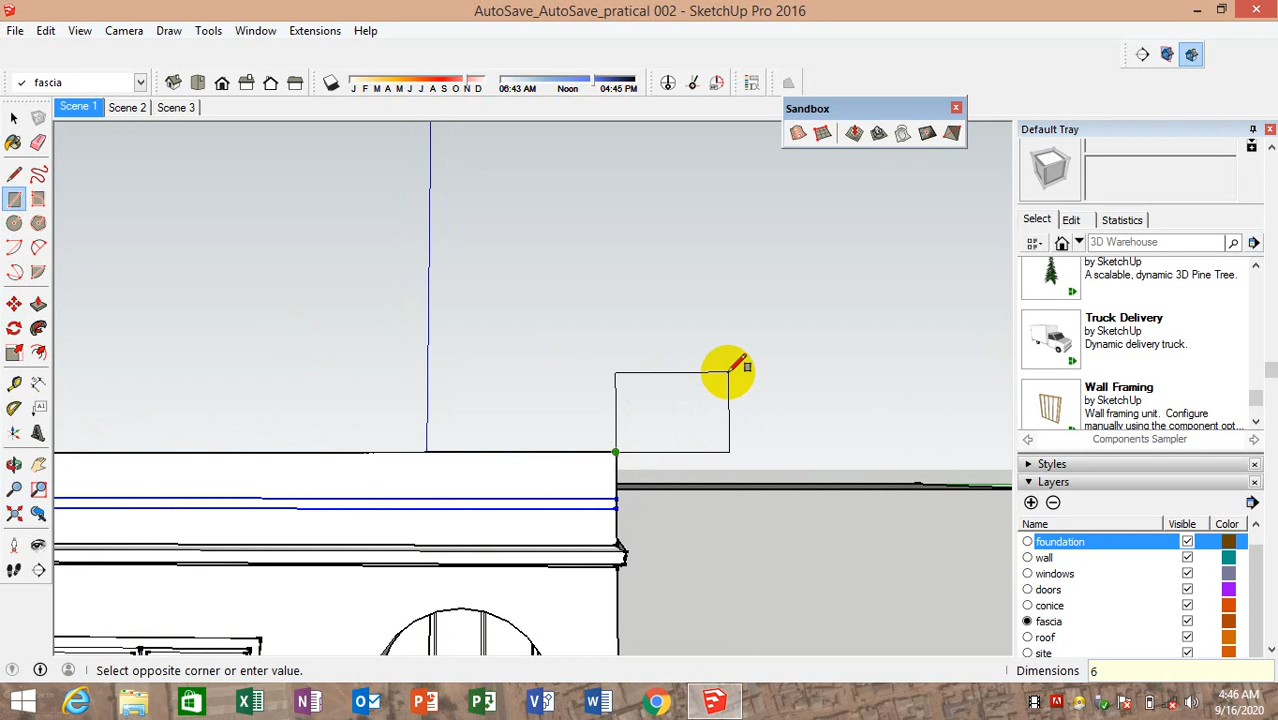 AutoSave_AutoSave_pratical 002 - SketchUp Pro 2016
File Edit View Camera Draw Tools Window Extensions Help
✓ fascia
J F M A M J J A S O N D
06:43 AM Noon 04:45 PM
Scene 1 Scene 2 Scene 3
Sandbox
Default Tray
Select Edit Statistics
3D Warehouse
by SketchUp
A scalable, dynamic 3D Pine Tree.
Truck Delivery
by SketchUp
Dynamic delivery truck.
Wall Framing
by SketchUp
Wall framing unit. Configure
manually using the component opt...
Components Sampler
Styles
Layers
Name Visible Color
foundation
wall
windows
doors
conice
fascia
roof
site
Select opposite corner or enter value.
Dimensions 6
4:46 AM
9/16/2020